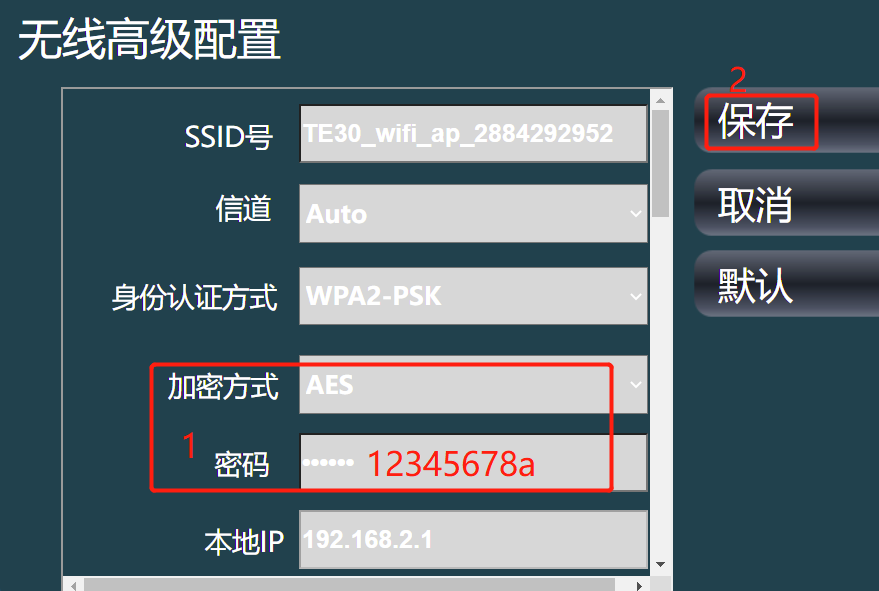 无线高级配置
2
SSID号 TE30_wifi_ap_2884292952
保存
信道 Auto
取消
身份认证方式 WPA2-PSK
默认
加密方式 AES
1
密码 •••••• 12345678a
本地IP 192.168.2.1